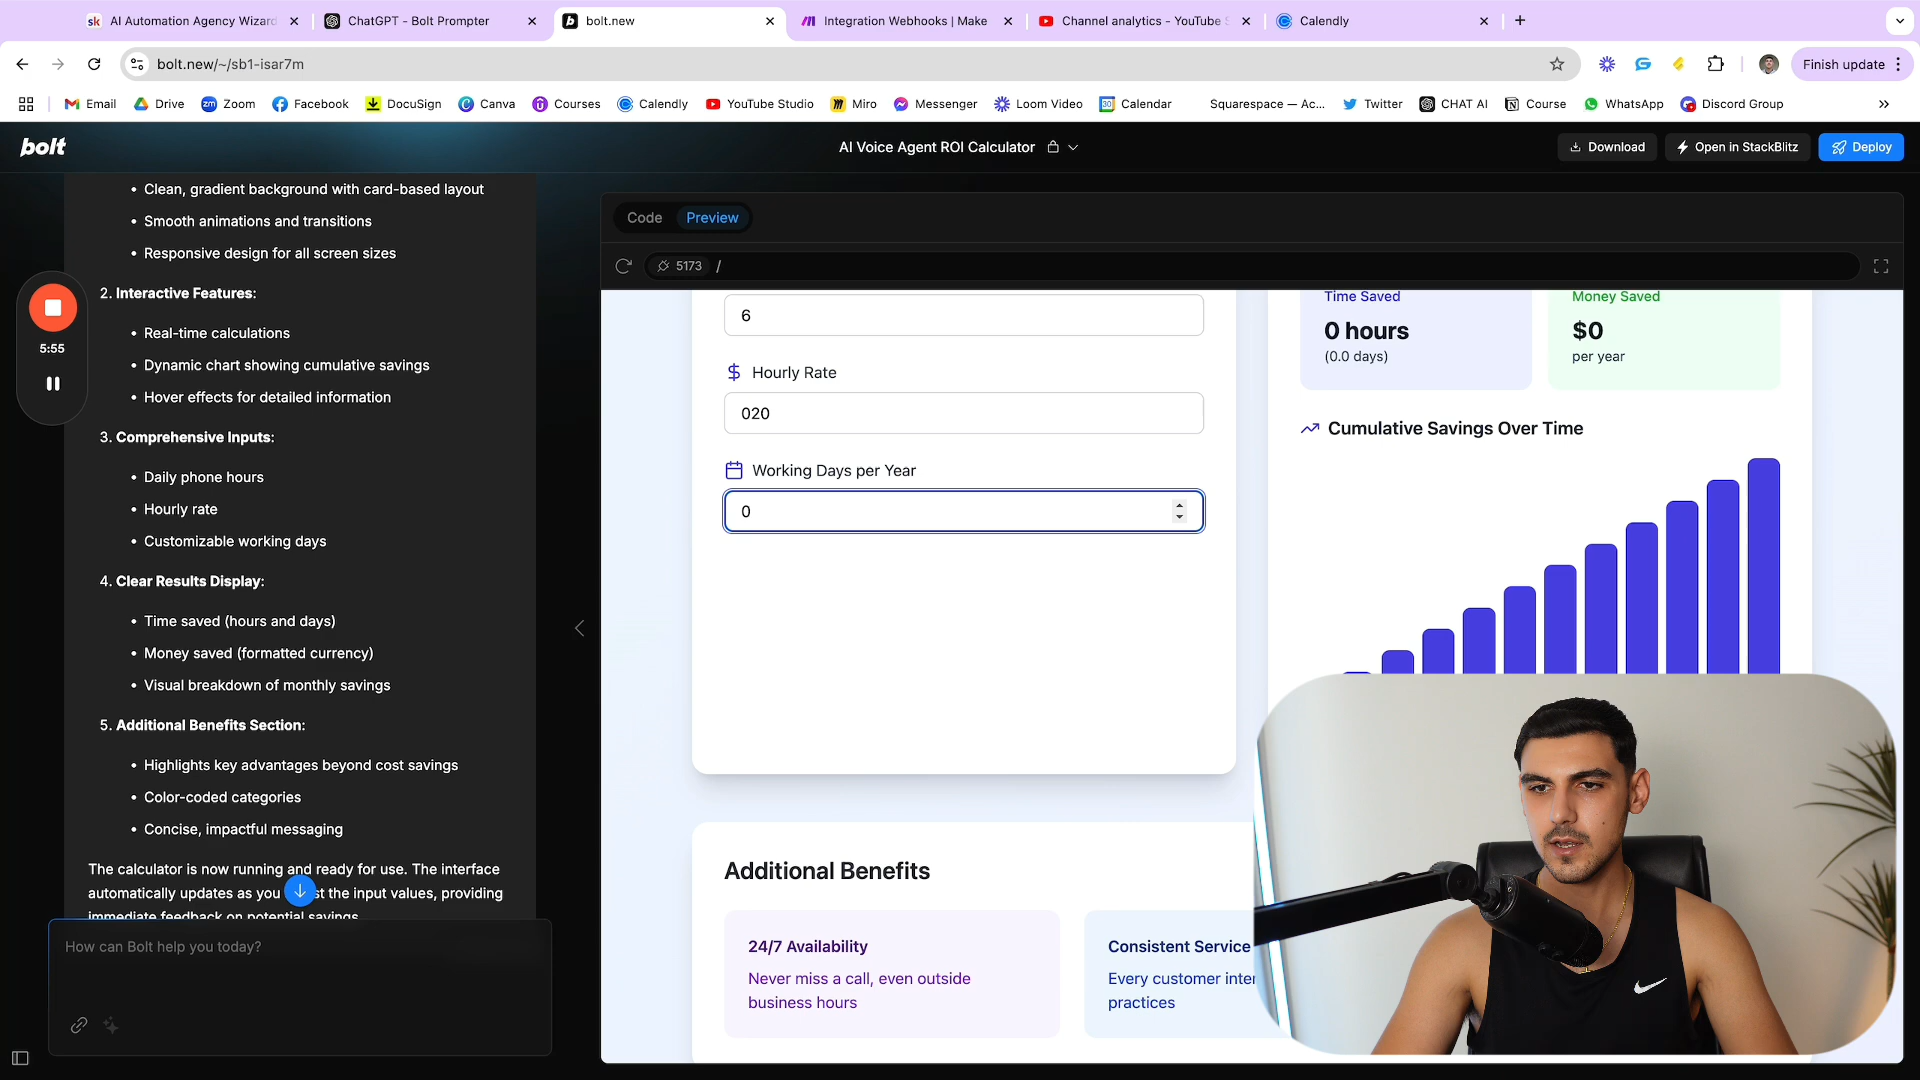 AI Automation Agency Wizard
ChatGPT - Bolt Prompter
bolt.new
Integration Webhooks | Make
Channel analytics - YouTube S
Calendly
bolt.new/~/sb1-isar7m
Finish update
Email
Drive
Zoom
Facebook
DocuSign
Canva
Courses
Calendly
YouTube Studio
Miro
Messenger
Loom Video
Calendar
Squarespace — Ac...
Twitter
CHAT AI
Course
WhatsApp
Discord Group
bolt
AI Voice Agent ROI Calculator
Download
Open in StackBlitz
Deploy
• Clean, gradient background with card-based layout
• Smooth animations and transitions
• Responsive design for all screen sizes
2. Interactive Features:
• Real-time calculations
• Dynamic chart showing cumulative savings
• Hover effects for detailed information
3. Comprehensive Inputs:
• Daily phone hours
• Hourly rate
• Customizable working days
4. Clear Results Display:
• Time saved (hours and days)
• Money saved (formatted currency)
• Visual breakdown of monthly savings
5. Additional Benefits Section:
• Highlights key advantages beyond cost savings
• Color-coded categories
• Concise, impactful messaging
The calculator is now running and ready for use. The interface
automatically updates as you st the input values, providing
immediate feedback on potential savings.
How can Bolt help you today?
5:55
Code
Preview
5173 /
6
Hourly Rate
020
Working Days per Year
0
Time Saved
0 hours
(0.0 days)
Money Saved
$0
per year
Cumulative Savings Over Time
Additional Benefits
24/7 Availability
Never miss a call, even outside
business hours
Consistent Service
Every customer inter
practices